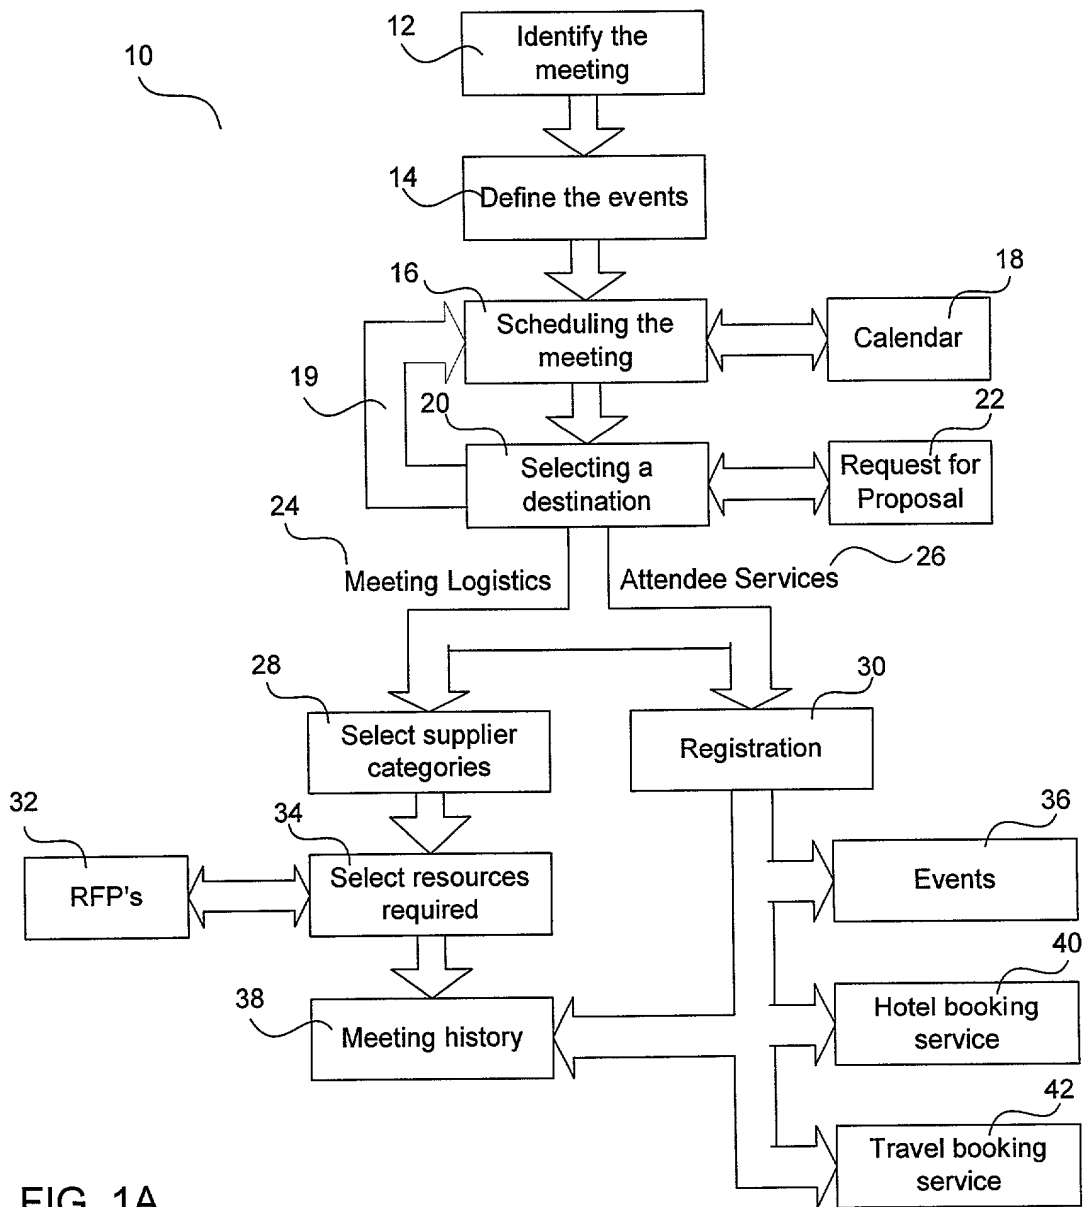 12
Identify the
meeting
10
14
Define the events
16
Scheduling the
meeting
18
Calendar
19
20
Selecting a
destination
22
Request for
Proposal
24
Meeting Logistics
Attendee Services
26
28
Select supplier
categories
30
Registration
32
RFP's
34
Select resources
required
36
Events
38
Meeting history
40
Hotel booking
service
42
Travel booking
service
FIG. 1A